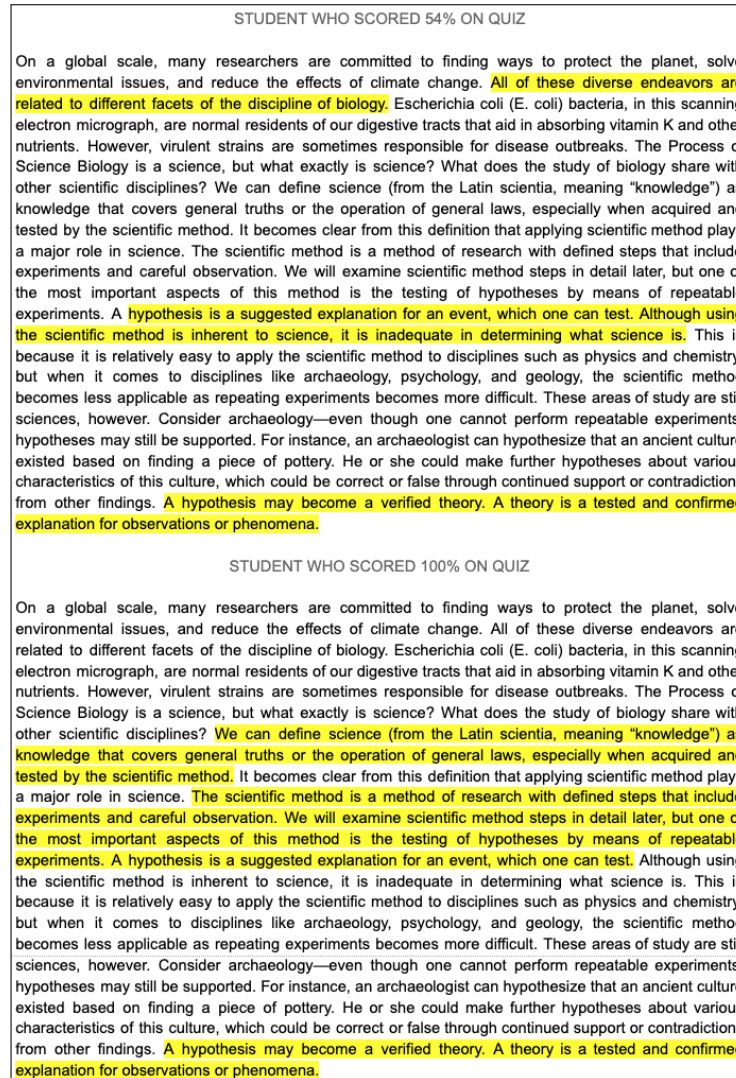 STUDENT WHO SCORED 54% ON QUIZ
On a global scale, many researchers are committed to finding ways to protect the planet, solve
environmental issues, and reduce the effects of climate change. All of these diverse endeavors are
related to different facets of the discipline of biology. Escherichia coli (E. coli) bacteria, in this scanning
electron micrograph, are normal residents of our digestive tracts that aid in absorbing vitamin K and othe
nutrients. However, virulent strains are sometimes responsible for disease outbreaks. The Process o
Science Biology is a science, but what exactly is science? What does the study of biology share with
other scientific disciplines? We can define science (from the Latin scientia, meaning “knowledge”) as
knowledge that covers general truths or the operation of general laws, especially when acquired and
tested by the scientific method. It becomes clear from this definition that applying scientific method play
a major role in science. The scientific method is a method of research with defined steps that include
experiments and careful observation. We will examine scientific method steps in detail later, but one o
the most important aspects of this method is the testing of hypotheses by means of repeatabl
experiments. A hypothesis is a suggested explanation for an event, which one can test. Although using
the scientific method is inherent to science, it is inadequate in determining what science is. This i
because it is relatively easy to apply the scientific method to disciplines such as physics and chemistry
but when it comes to disciplines like archaeology, psychology, and geology, the scientific metho
becomes less applicable as repeating experiments becomes more difficult. These areas of study are sti
sciences, however. Consider archaeology—even though one cannot perform repeatable experiments
hypotheses may still be supported. For instance, an archaeologist can hypothesize that an ancient cultur
existed based on finding a piece of pottery. He or she could make further hypotheses about variou
characteristics of this culture, which could be correct or false through continued support or contradiction
from other findings. A hypothesis may become a verified theory. A theory is a tested and confirmed
explanation for observations or phenomena.
STUDENT WHO SCORED 100% ON QUIZ
On a global scale, many researchers are committed to finding ways to protect the planet, solve
environmental issues, and reduce the effects of climate change. All of these diverse endeavors are
related to different facets of the discipline of biology. Escherichia coli (E. coli) bacteria, in this scanning
electron micrograph, are normal residents of our digestive tracts that aid in absorbing vitamin K and othe
nutrients. However, virulent strains are sometimes responsible for disease outbreaks. The Process o
Science Biology is a science, but what exactly is science? What does the study of biology share with
other scientific disciplines? We can define science (from the Latin scientia, meaning “knowledge”) as
knowledge that covers general truths or the operation of general laws, especially when acquired and
tested by the scientific method. It becomes clear from this definition that applying scientific method play
a major role in science. The scientific method is a method of research with defined steps that include
experiments and careful observation. We will examine scientific method steps in detail later, but one o
the most important aspects of this method is the testing of hypotheses by means of repeatabl
experiments. A hypothesis is a suggested explanation for an event, which one can test. Although using
the scientific method is inherent to science, it is inadequate in determining what science is. This i
because it is relatively easy to apply the scientific method to disciplines such as physics and chemistry
but when it comes to disciplines like archaeology, psychology, and geology, the scientific metho
becomes less applicable as repeating experiments becomes more difficult. These areas of study are sti
sciences, however. Consider archaeology—even though one cannot perform repeatable experiments
hypotheses may still be supported. For instance, an archaeologist can hypothesize that an ancient cultur
existed based on finding a piece of pottery. He or she could make further hypotheses about variou
characteristics of this culture, which could be correct or false through continued support or contradiction
from other findings. A hypothesis may become a verified theory. A theory is a tested and confirmed
explanation for observations or phenomena.